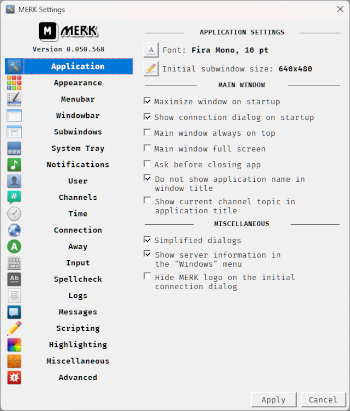 MERK Settings
MERK
Version 0.050.568
Application
Appearance
Menubar
Windowbar
Subwindows
System Tray
Notifications
User
Channels
Time
Connection
Away
Input
Spellcheck
Logs
Messages
Scripting
Highlighting
Miscellaneous
Advanced
APPLICATION SETTINGS
Font: Fira Mono, 10 pt
Initial subwindow size: 640x480
MAIN WINDOW
Maximize window on startup
Show connection dialog on startup
Main window always on top
Main window full screen
Ask before closing app
Do not show application name in
window title
Show current channel topic in
application title
MISCELLANEOUS
Simplified dialogs
Show server information in
the "Windows" menu
Hide MERK logo on the initial
connection dialog
Apply
Cancel